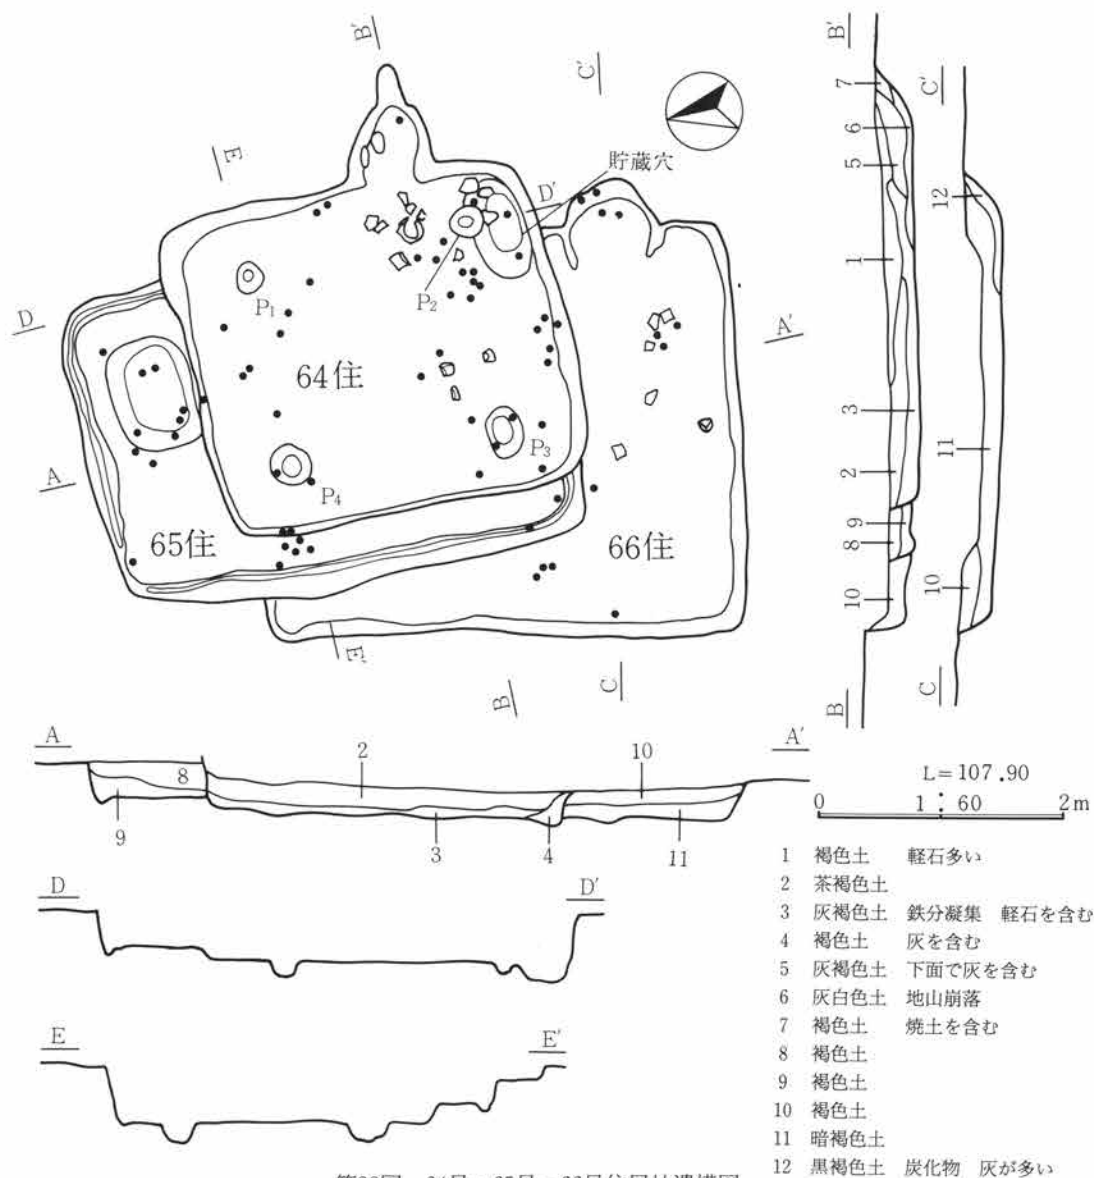 B′
C′
E
貯蔵穴
D′
P₁
P₂
D
A′
64住
P₃
A
P₄
65住
66住
E′
B
C
B′
7
6
5
1
3
2
9
8
10
B
C′
12
11
10
C
A
2
10
A′
8
9
3
4
11
L=107.90
0 1:60 2m
D
D′
E
E′
1 褐色土 軽石多い
2 茶褐色土
3 灰褐色土 鉄分凝集 軽石を含む
4 褐色土 灰を含む
5 灰褐色土 下面で灰を含む
6 灰白色土 地山崩落
7 褐色土 焼土を含む
8 褐色土
9 褐色土
10 褐色土
11 暗褐色土
12 黒褐色土 炭化物 灰が多い